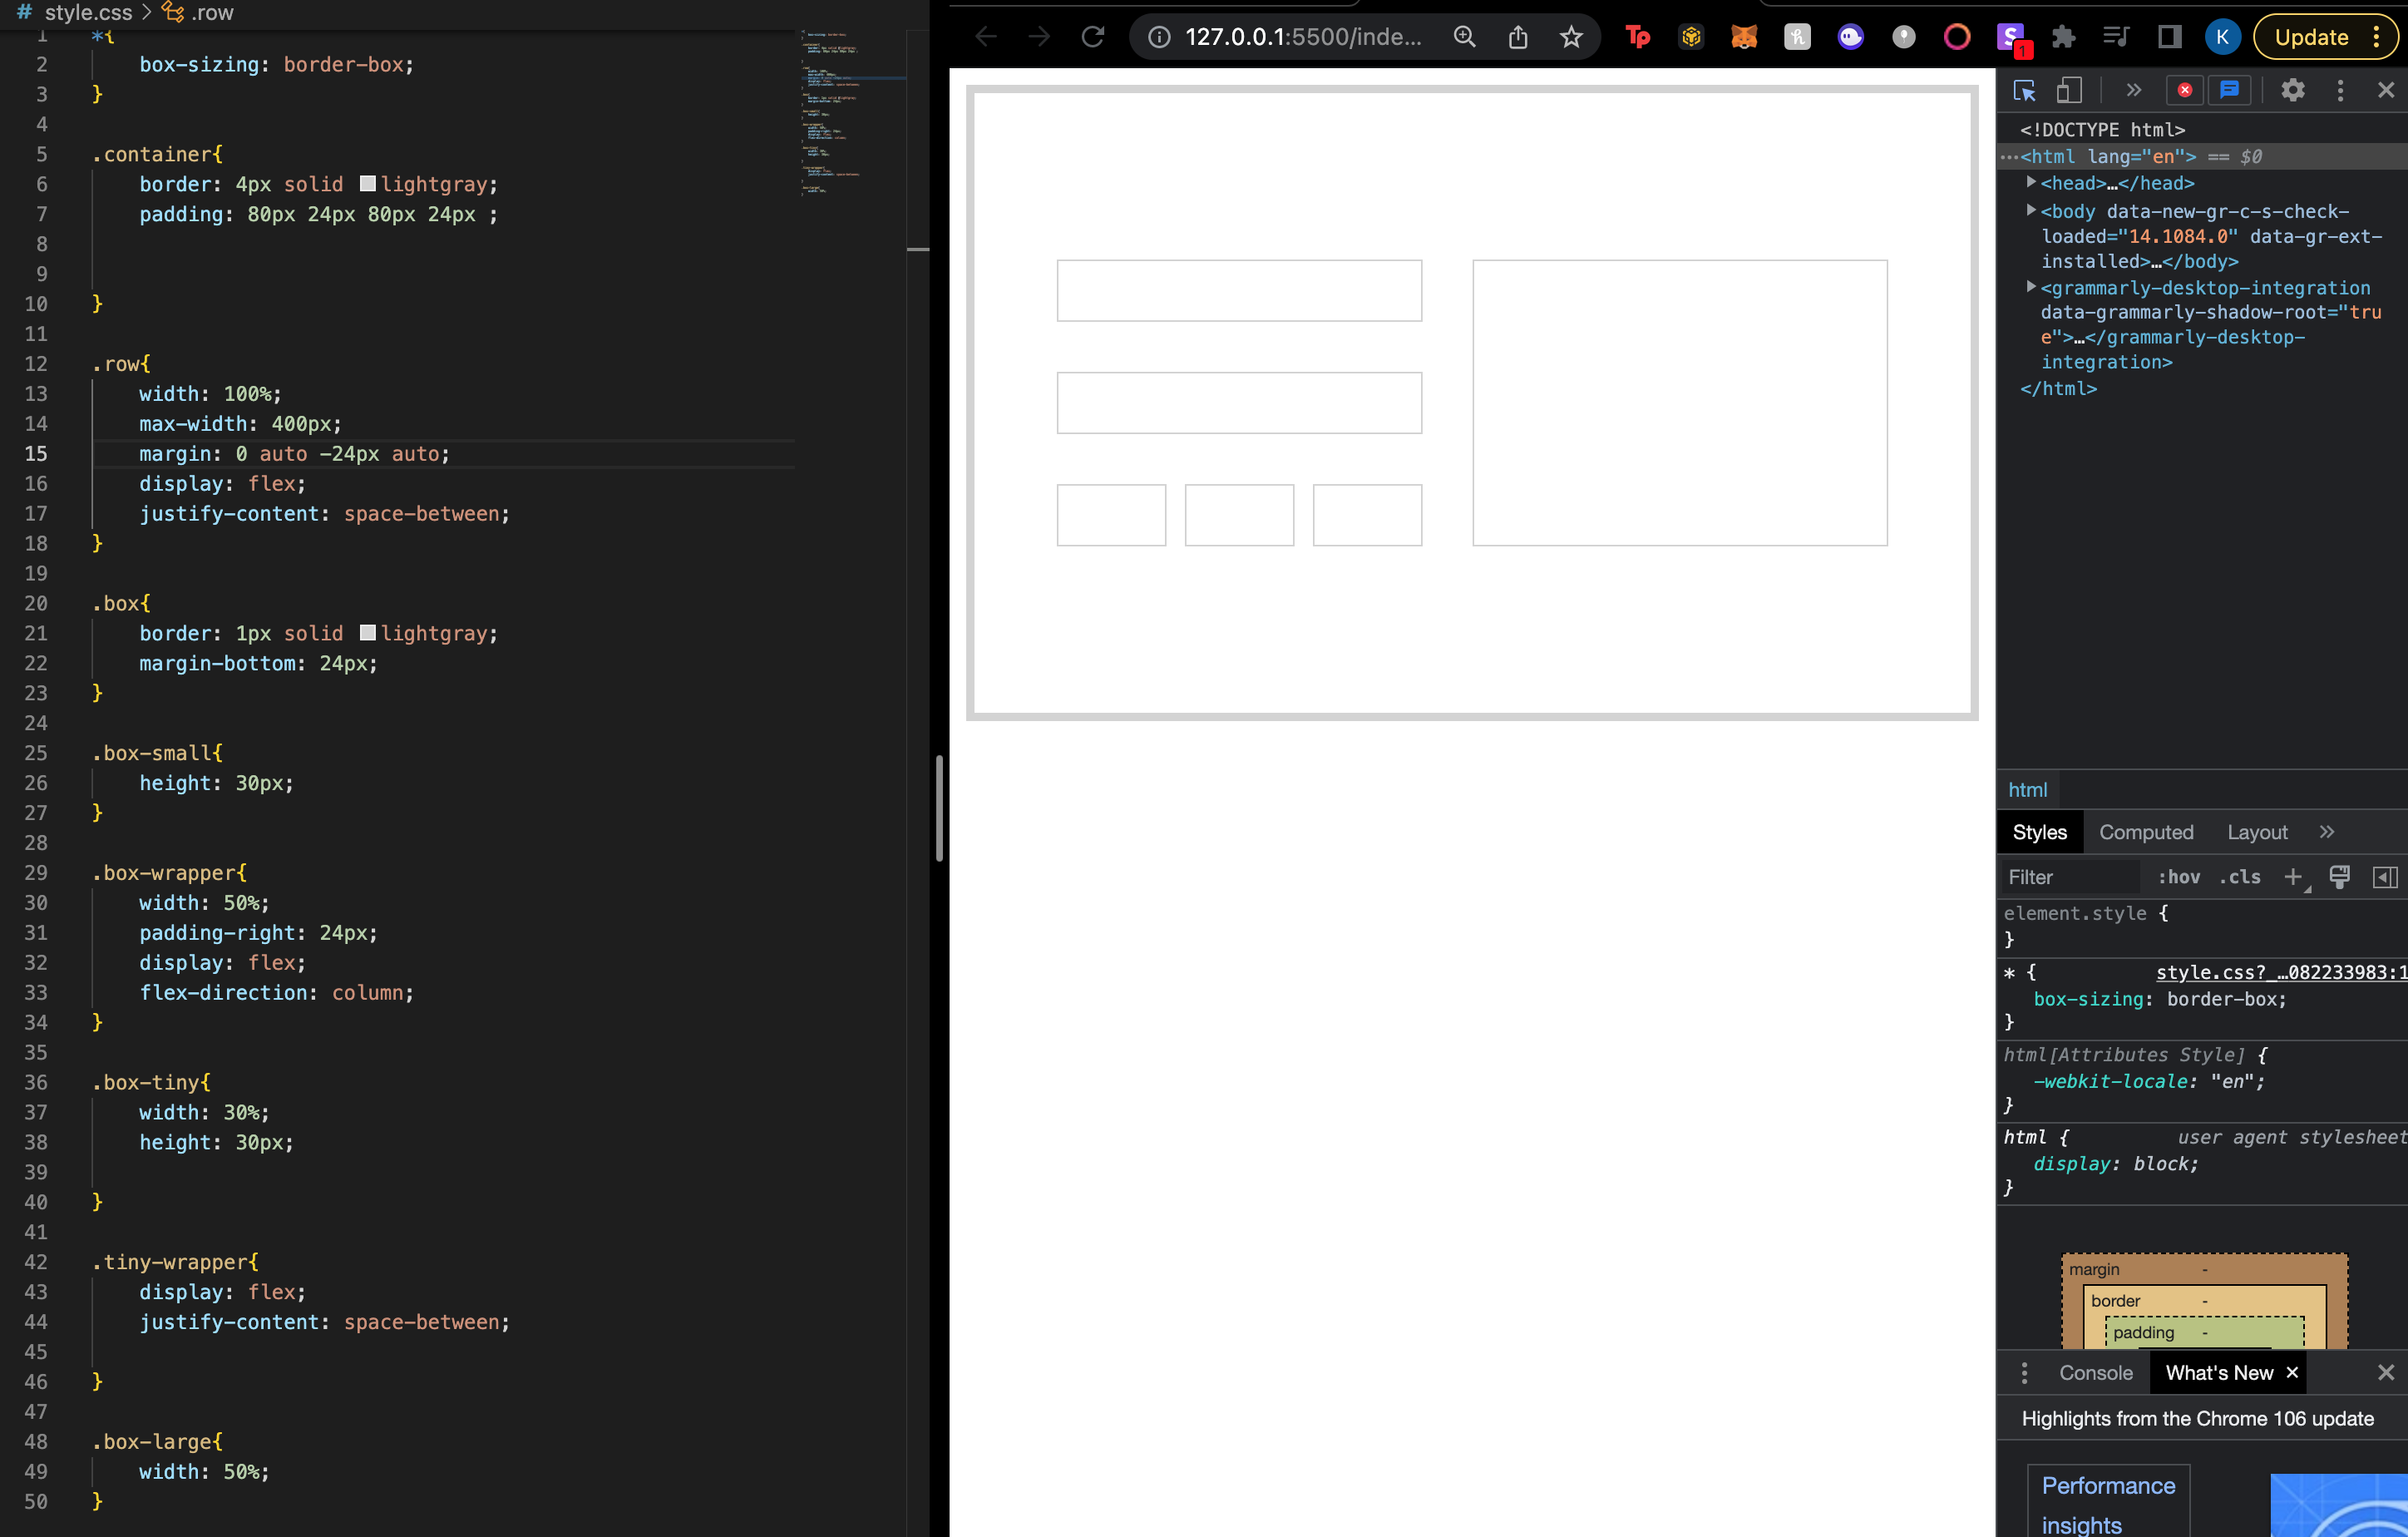 # style.css > .row
1 *{
2 box-sizing: border-box;
3 }
4
5 .container{
6 border: 4px solid lightgray;
7 padding: 80px 24px 80px 24px ;
8
9
10 }
11
12 .row{
13 width: 100%;
14 max-width: 400px;
15 margin: 0 auto -24px auto;
16 display: flex;
17 justify-content: space-between;
18 }
19
20 .box{
21 border: 1px solid lightgray;
22 margin-bottom: 24px;
23 }
24
25 .box-small{
26 height: 30px;
27 }
28
29 .box-wrapper{
30 width: 50%;
31 padding-right: 24px;
32 display: flex;
33 flex-direction: column;
34 }
35
36 .box-tiny{
37 width: 30%;
38 height: 30px;
39
40 }
41
42 .tiny-wrapper{
43 display: flex;
44 justify-content: space-between;
45
46 }
47
48 .box-large{
49 width: 50%;
50 }
127.0.0.1:5500/inde...
Tp
h
S
1
K
Update
<!DOCTYPE html>
...<html lang="en"> == $0
<head>…</head>
<body data-new-gr-c-s-check-
loaded="14.1084.0" data-gr-ext-
installed>…</body>
<grammarly-desktop-integration
data-grammarly-shadow-root="tru
e">…</grammarly-desktop-
integration>
</html>
html
Styles Computed Layout »
Filter :hov .cls +
element.style {
}
* { style.css?_…082233983:1
box-sizing: border-box;
}
html[Attributes Style] {
-webkit-locale: "en";
}
html { user agent stylesheet
display: block;
}
margin -
border -
padding -
Console What's New ×
Highlights from the Chrome 106 update
Performance
insights